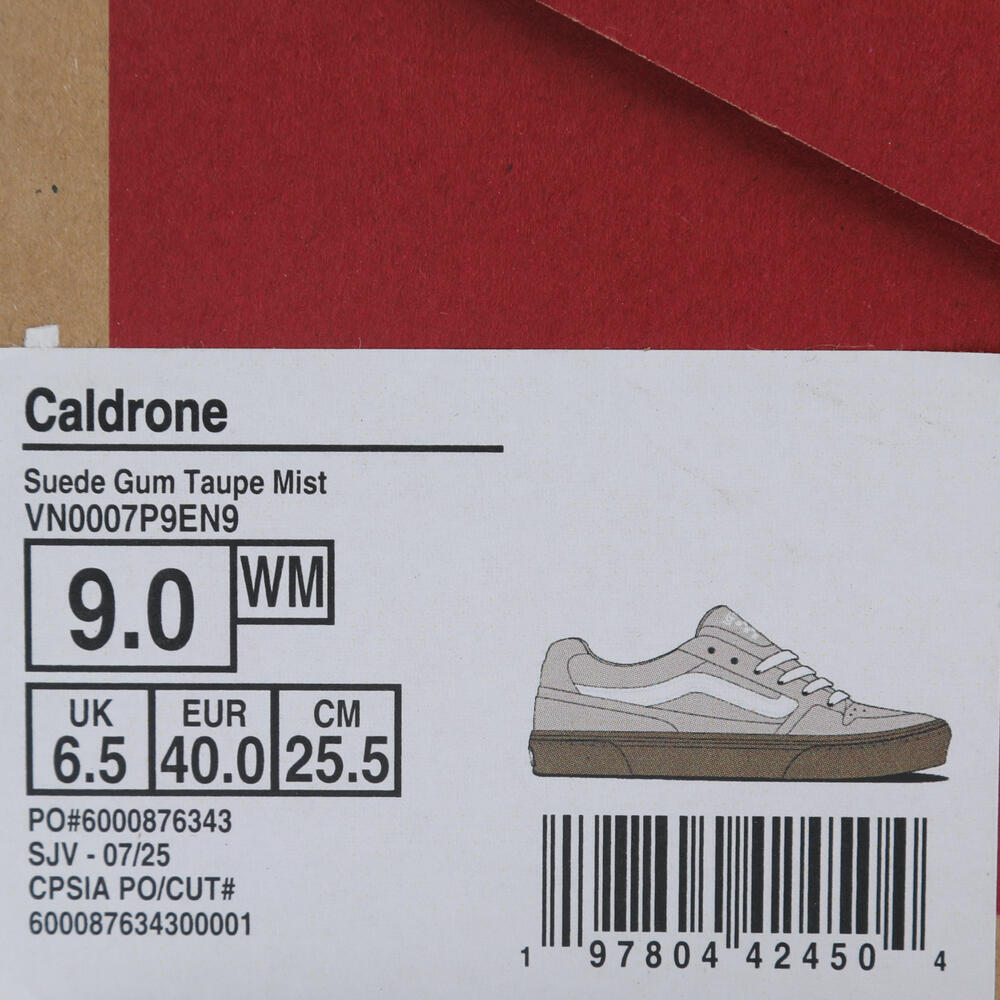 Caldrone
Suede Gum Taupe Mist
VN0007P9EN9
9.0 WM
UK EUR CM
6.5 40.0 25.5
PO#6000876343
SJV - 07/25
CPSIA PO/CUT#
600087634300001
1 97804 42450 4